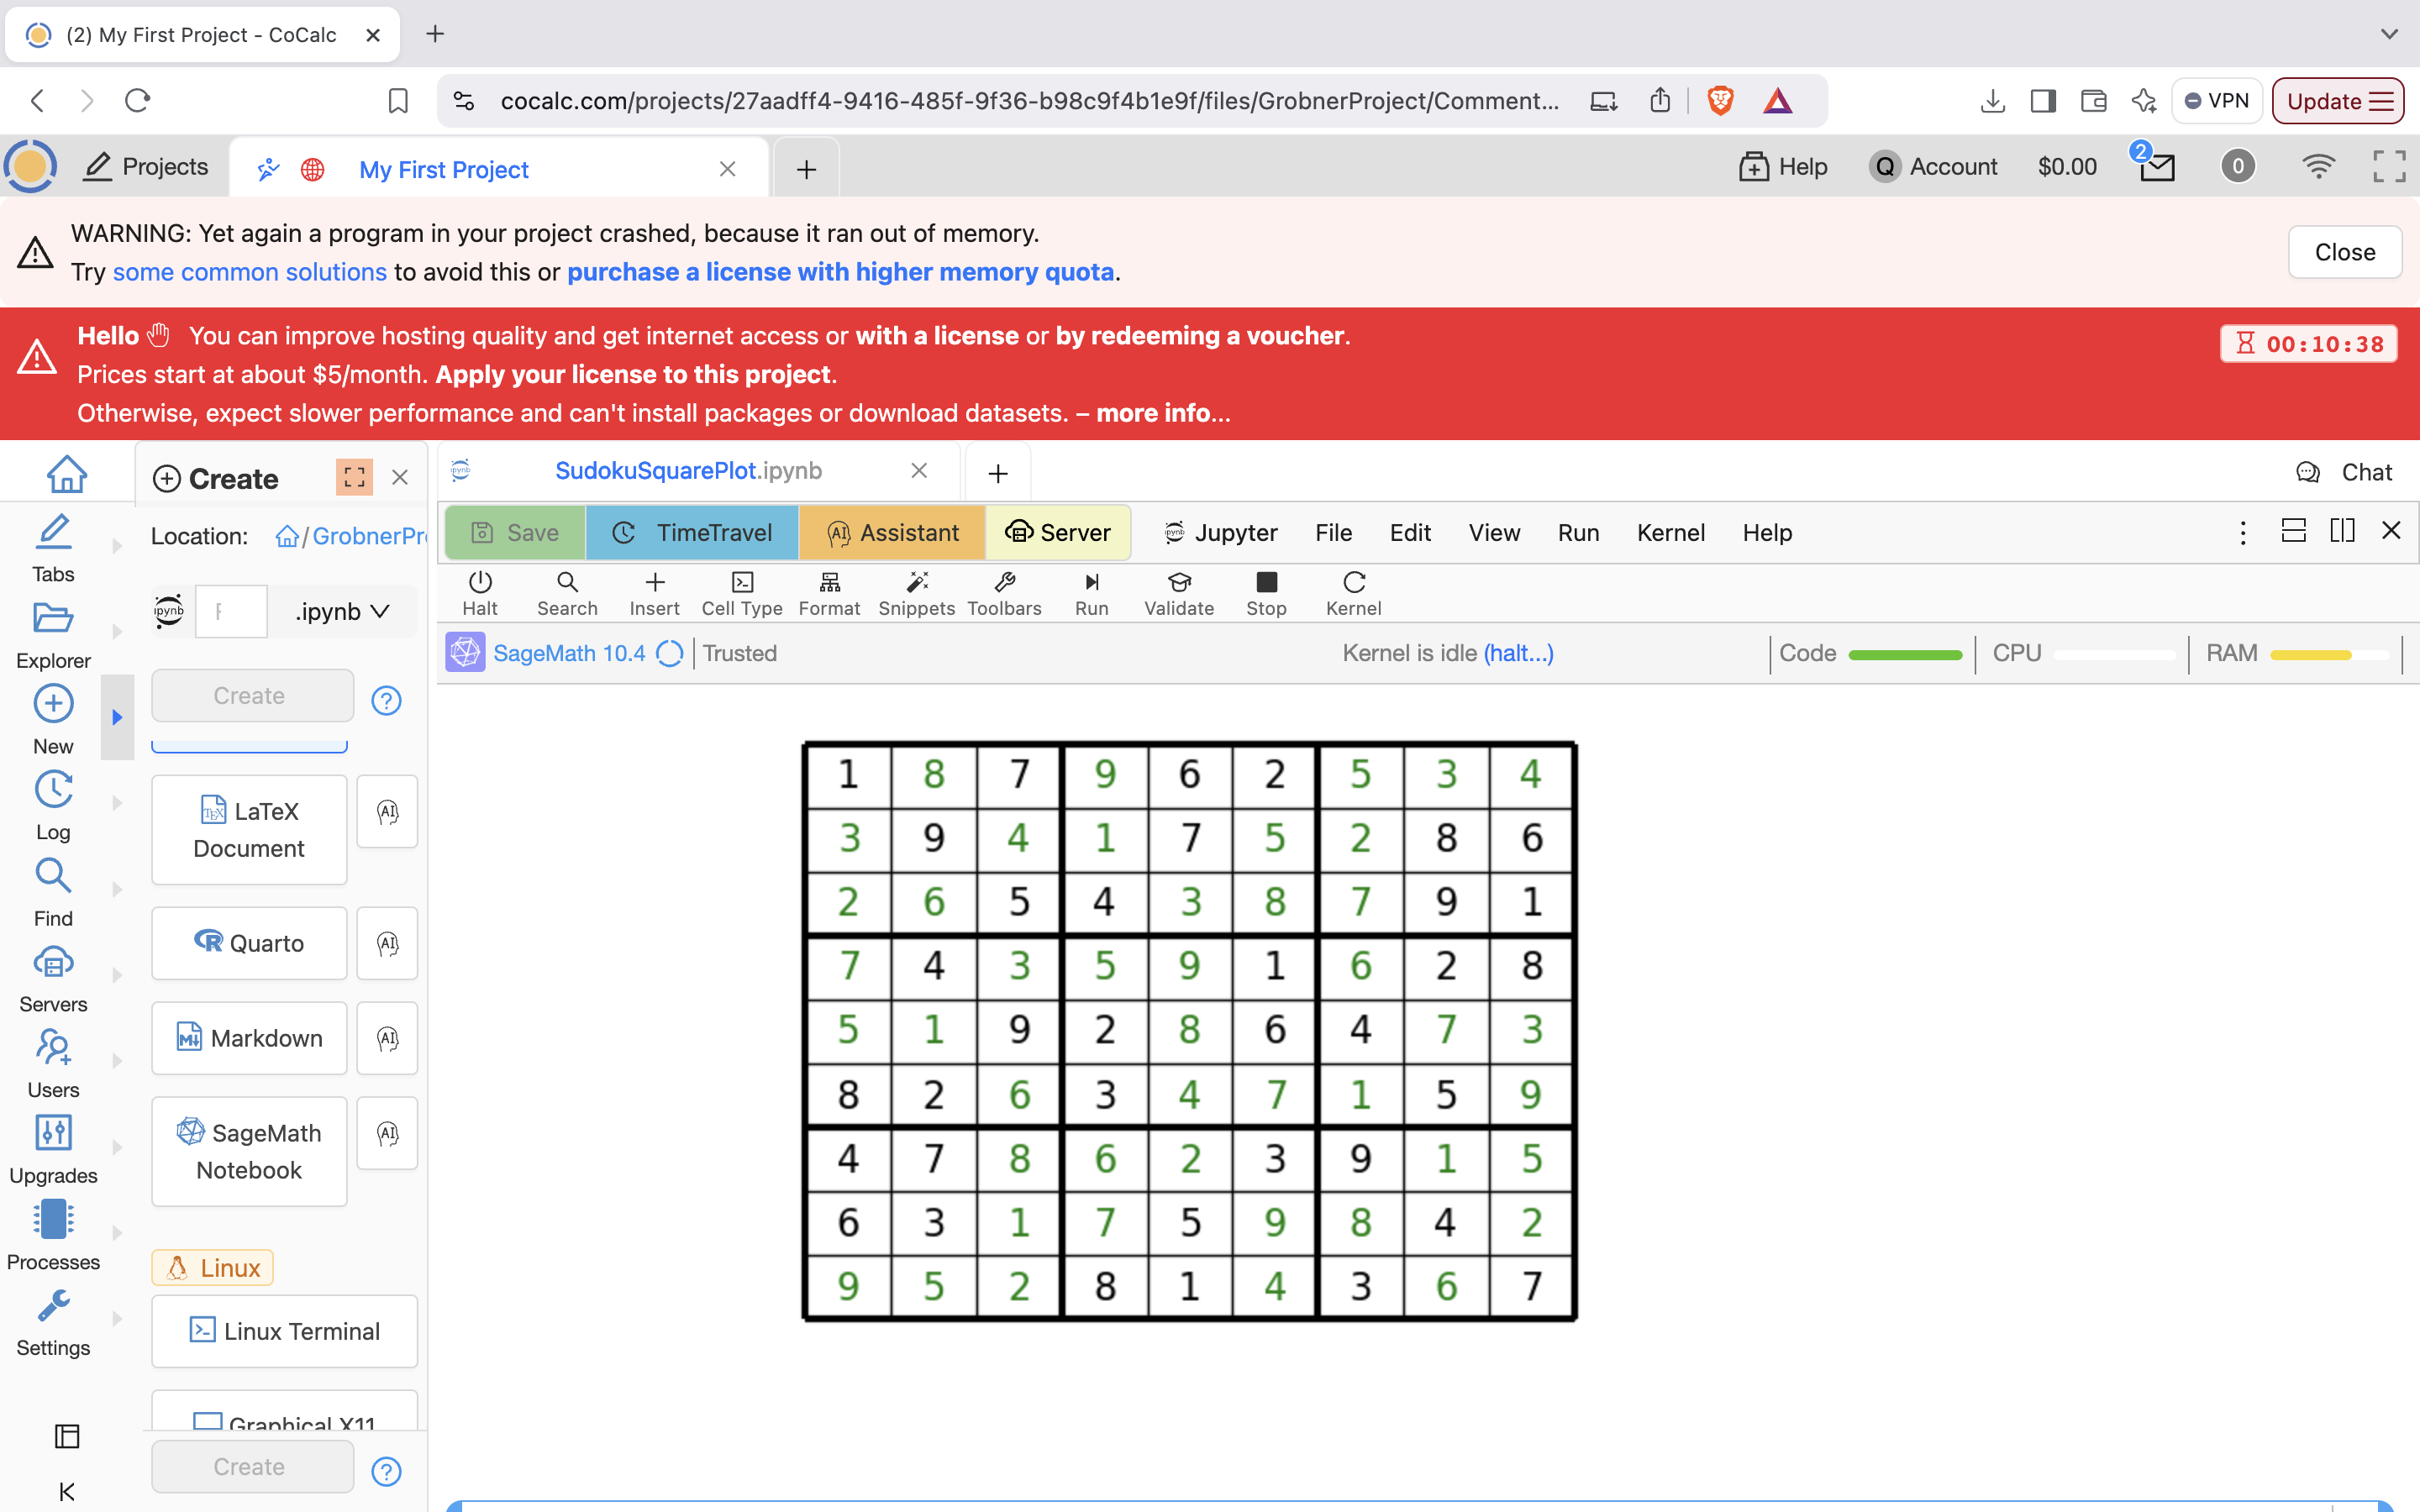 (2) My First Project - CoCalc
cocalc.com/projects/27aadff4-9416-485f-9f36-b98c9f4b1e9f/files/GrobnerProject/Comment...
VPN
Update
Projects
My First Project
Help
Q Account
$0.00
2
0
WARNING: Yet again a program in your project crashed, because it ran out of memory.
Try some common solutions to avoid this or purchase a license with higher memory quota.
Close
Hello You can improve hosting quality and get internet access or with a license or by redeeming a voucher.
Prices start at about $5/month. Apply your license to this project.
Otherwise, expect slower performance and can't install packages or download datasets. – more info...
00:10:38
Tabs
Explorer
New
Log
Find
Servers
Users
Upgrades
Processes
Settings
Create
Location: /GrobnerPr
ipynb .ipynb
Create
LaTeX
Document
AI
Quarto
AI
Markdown
AI
SageMath
Notebook
AI
Linux
Linux Terminal
Graphical X11
Create
SudokuSquarePlot.ipynb
Chat
Save TimeTravel Assistant Server Jupyter File Edit View Run Kernel Help
Halt Search Insert Cell Type Format Snippets Toolbars Run Validate Stop Kernel
SageMath 10.4 Trusted Kernel is idle (halt...) Code CPU RAM
1 8 7 9 6 2 5 3 4
3 9 4 1 7 5 2 8 6
2 6 5 4 3 8 7 9 1
7 4 3 5 9 1 6 2 8
5 1 9 2 8 6 4 7 3
8 2 6 3 4 7 1 5 9
4 7 8 6 2 3 9 1 5
6 3 1 7 5 9 8 4 2
9 5 2 8 1 4 3 6 7